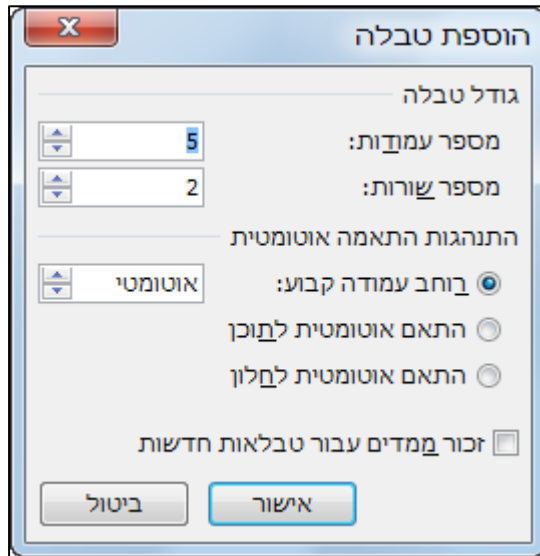 הוספת טבלה
גודל טבלה
מספר עמודות: 5
מספר שורות: 2
התנהגות התאמה אוטומטית
רוחב עמודה קבוע: אוטומטי
התאם אוטומטית לתוכן
התאם אוטומטית לחלון
זכור ממדים עבור טבלאות חדשות
אישור ביטול